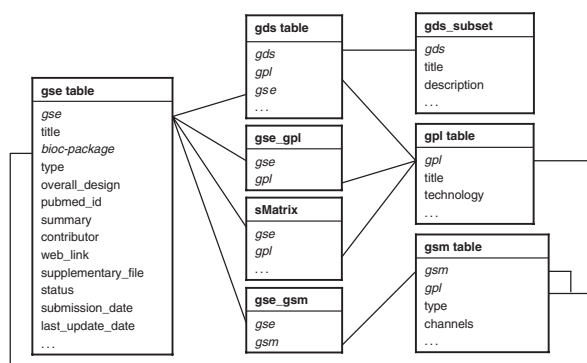 gse table
gse
title
bioc-package
type
overall_design
pubmed_id
summary
contributor
web_link
supplementary_file
status
submission_date
last_update_date
...
gds table
gds
gpl
gse
...
gse_gpl
gse
gpl
sMatrix
gse
gpl
...
gse_gsm
gse
gsm
gds_subset
gds
title
description
...
gpl table
gpl
title
technology
...
gsm table
gsm
gpl
type
channels
...